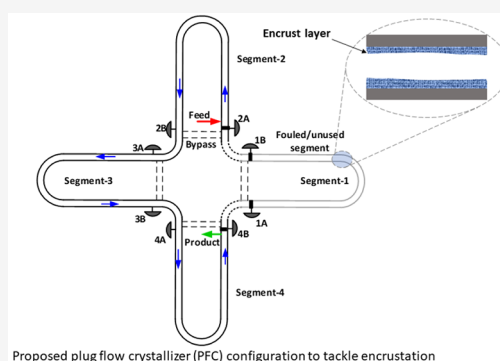 Encrust layer
Segment-2
Feed
2A
2B
1B
Fouled/unused
segment
Bypass
3A
Segment-3
Segment-1
3B
1A
4A
4B
Product
Segment-4
Proposed plug flow crystallizer (PFC) configuration to tackle encrustation